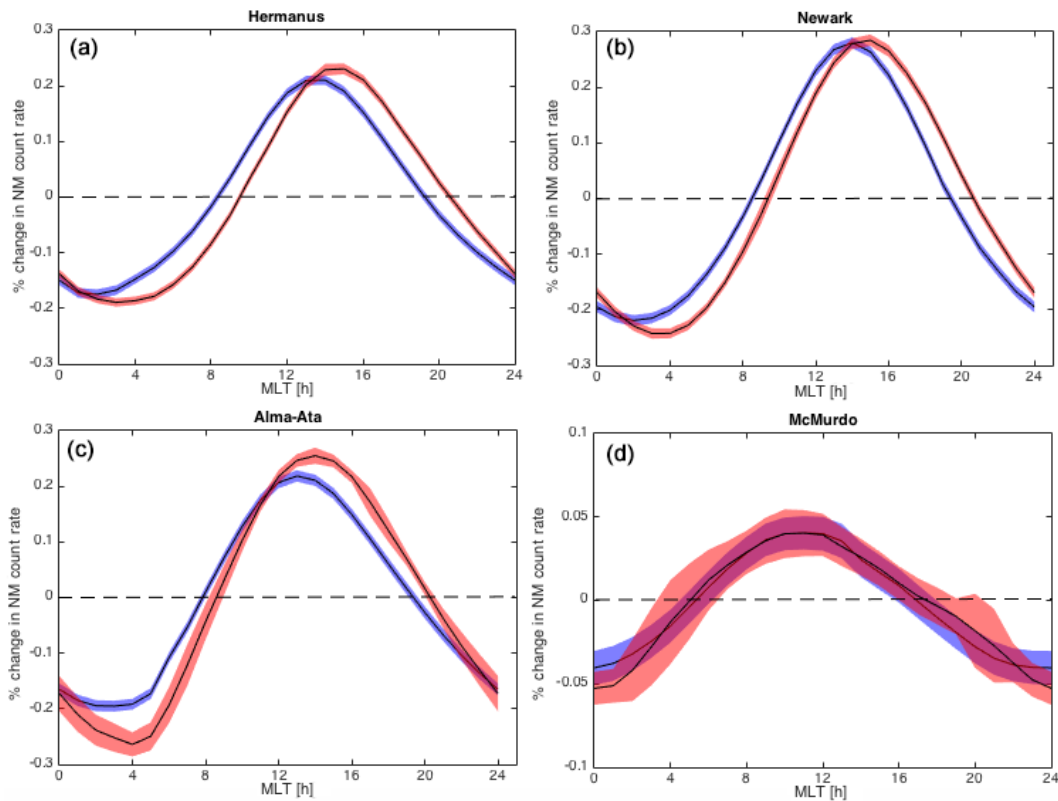 Hermanus
(a)
% change in NM count rate
0.3
0.2
0.1
0
-0.1
-0.2
-0.3
0 4 8 12 16 20 24
MLT [h]
Newark
(b)
% change in NM count rate
0.3
0.2
0.1
0
-0.1
-0.2
-0.3
0 4 8 12 16 20 24
MLT [h]
Alma-Ata
(c)
% change in NM count rate
0.3
0.2
0.1
0
-0.1
-0.2
-0.3
0 4 8 12 16 20 24
MLT [h]
McMurdo
(d)
% change in NM count rate
0.1
0.05
0
-0.05
-0.1
0 4 8 12 16 20 24
MLT [h]